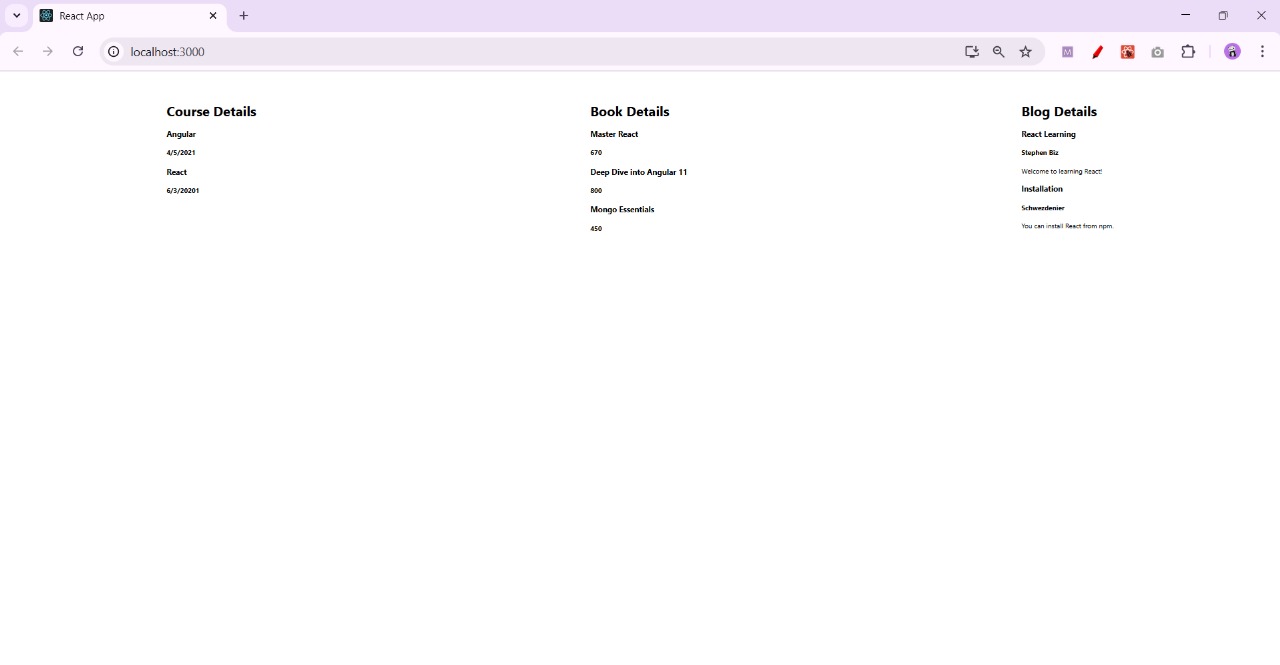 React App
localhost:3000
Course Details
Angular
4/5/2021
React
6/3/20201
Book Details
Master React
670
Deep Dive into Angular 11
800
Mongo Essentials
450
Blog Details
React Learning
Stephen Biz
Welcome to learning React!
Installation
Schwezdenier
You can install React from npm.